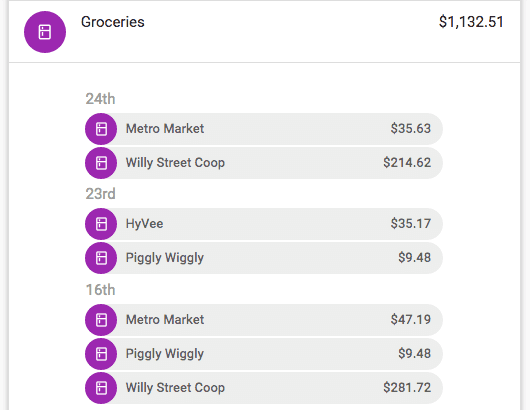 Groceries $1,132.51
24th
Metro Market $35.63
Willy Street Coop $214.62
23rd
HyVee $35.17
Piggly Wiggly $9.48
16th
Metro Market $47.19
Piggly Wiggly $9.48
Willy Street Coop $281.72